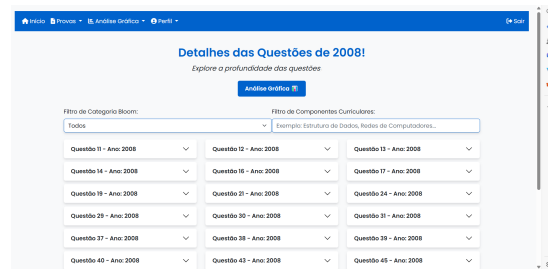 Início Provas Análise Gráfica Perfil Sair
Detalhes das Questões de 2008!
Explore a profundidade das questões
Análise Gráfica
Filtro de Categoria Bloom: Filtro de Componentes Curriculares:
Todos Exemplo: Estrutura de Dados, Redes de Computadores...
Questão 11 - Ano: 2008 Questão 12 - Ano: 2008 Questão 13 - Ano: 2008
Questão 14 - Ano: 2008 Questão 16 - Ano: 2008 Questão 17 - Ano: 2008
Questão 19 - Ano: 2008 Questão 21 - Ano: 2008 Questão 24 - Ano: 2008
Questão 29 - Ano: 2008 Questão 30 - Ano: 2008 Questão 31 - Ano: 2008
Questão 37 - Ano: 2008 Questão 38 - Ano: 2008 Questão 39 - Ano: 2008
Questão 40 - Ano: 2008 Questão 43 - Ano: 2008 Questão 45 - Ano: 2008